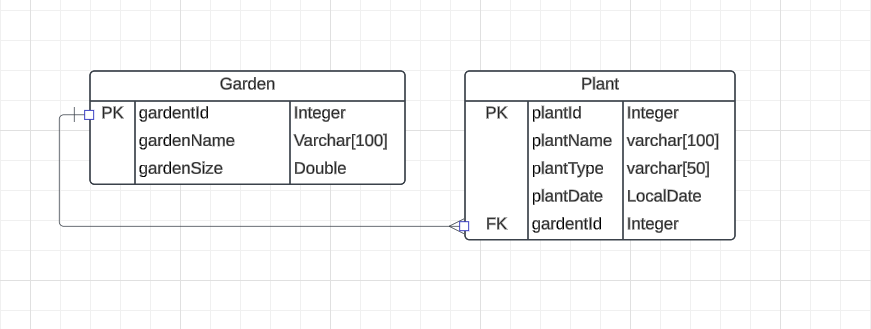 Garden
PK gardentId Integer
gardenName Varchar[100]
gardenSize Double
Plant
PK plantId Integer
plantName varchar[100]
plantType varchar[50]
plantDate LocalDate
FK gardentId Integer